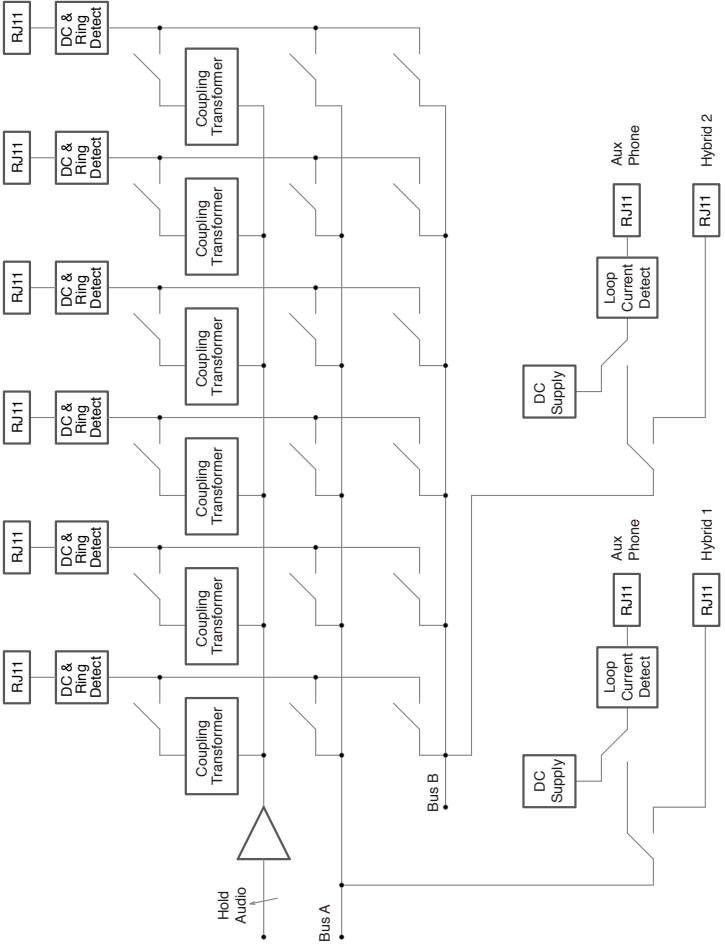 RJ11
RJ11
RJ11
RJ11
RJ11
RJ11
DC &
Ring
Detect
DC &
Ring
Detect
DC &
Ring
Detect
DC &
Ring
Detect
DC &
Ring
Detect
DC &
Ring
Detect
Coupling
Transformer
Coupling
Transformer
Coupling
Transformer
Coupling
Transformer
Coupling
Transformer
Coupling
Transformer
Hold
Audio
Bus A
Bus B
DC
Supply
Loop
Current
Detect
RJ11
Aux
Phone
RJ11
Hybrid 1
DC
Supply
Loop
Current
Detect
RJ11
Aux
Phone
RJ11
Hybrid 2